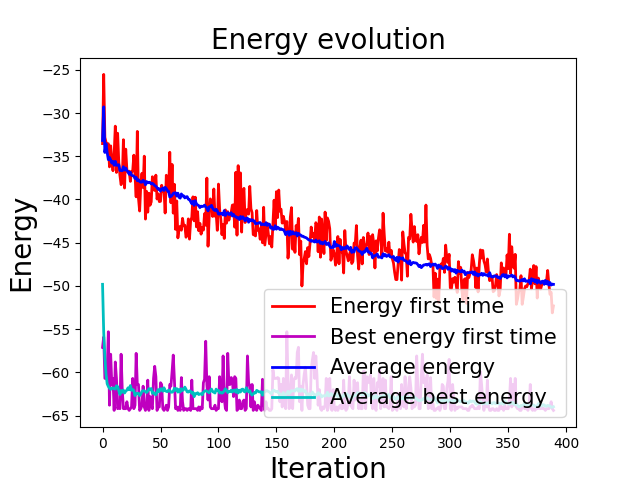 Energy evolution
Energy
−25
−30
−35
−40
−45
−50
−55
−60
−65
Energy first time
Best energy first time
Average energy
Average best energy
0 50 100 150 200 250 300 350 400
Iteration